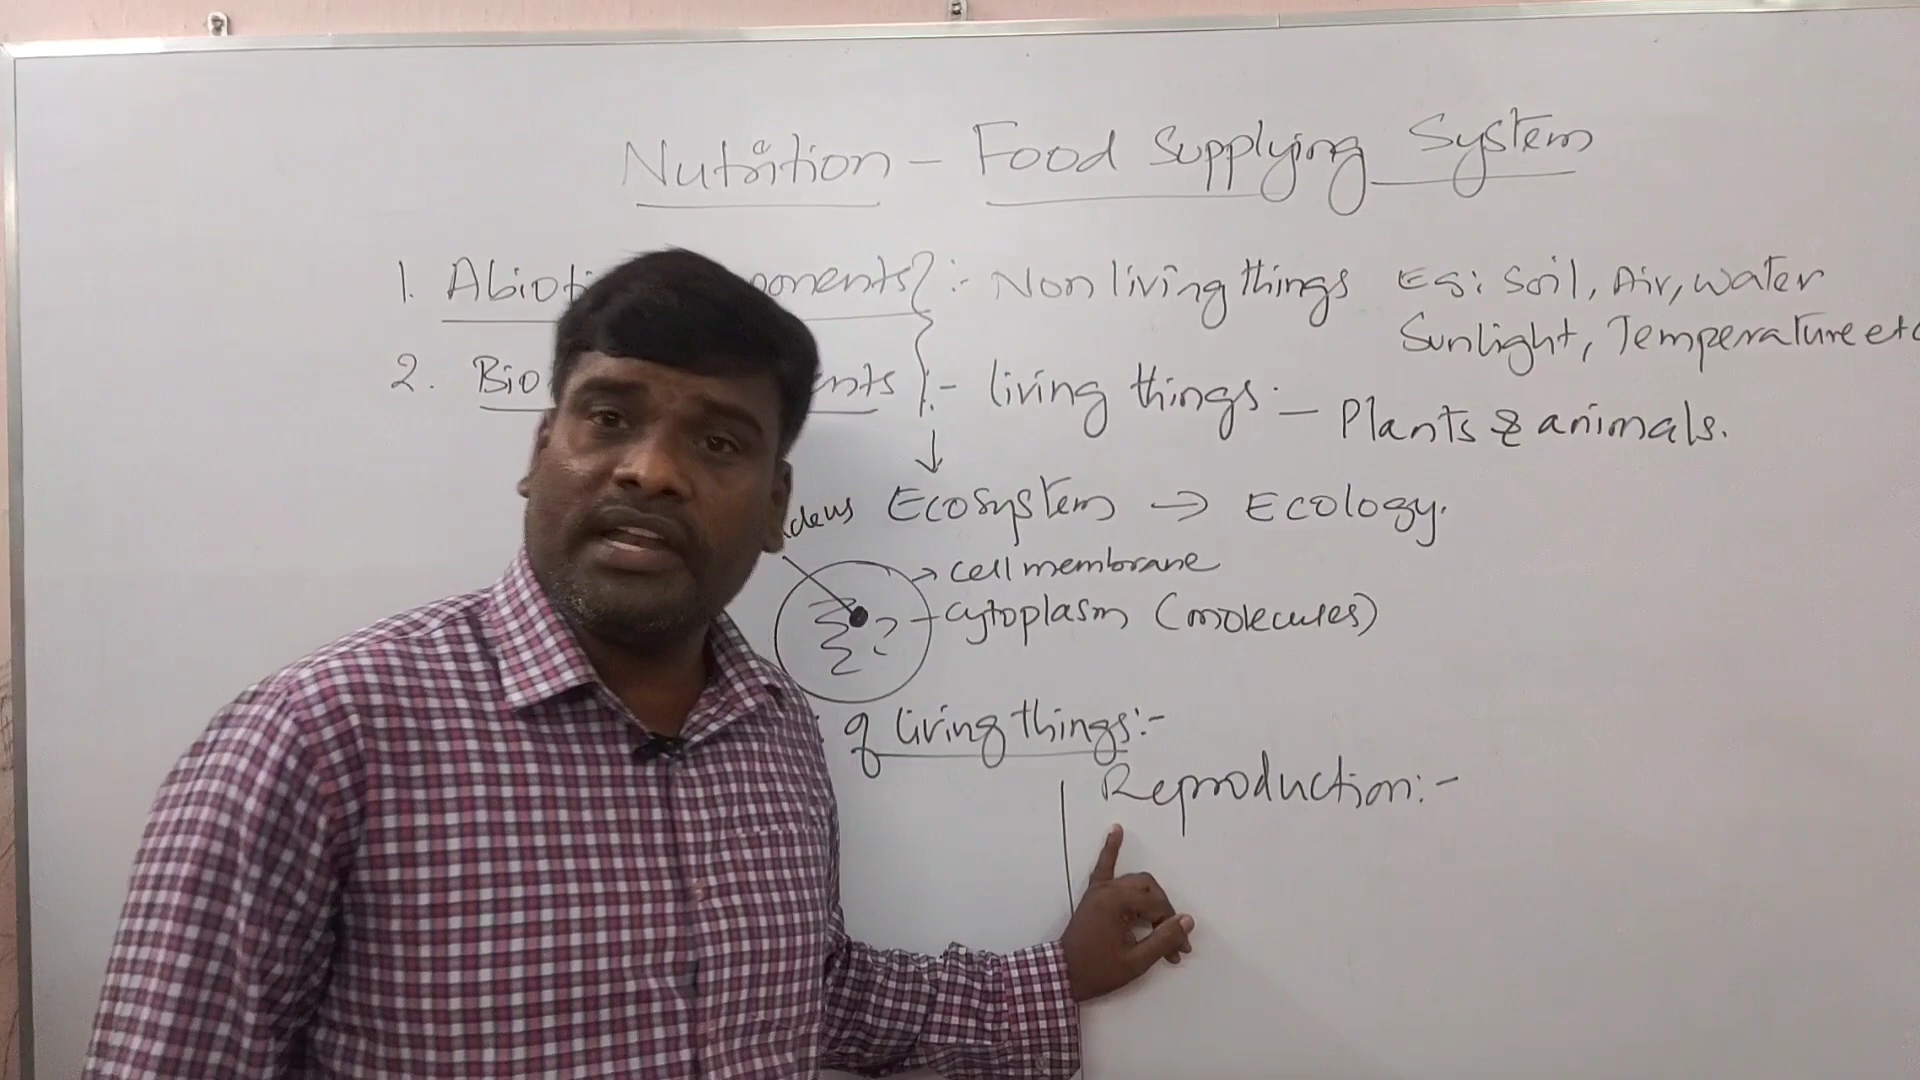 Nutrition - Food Supplying System
1. Abioti ponents :- Non living things Eg: Soil, Air, Water
Sunlight, Temperature etc
2. Bio nts :- living things :- Plants & animals.
↓
Ecosystem → Ecology.
→ cell membrane
cytoplasm (molecules)
of living things:-
Reproduction:-